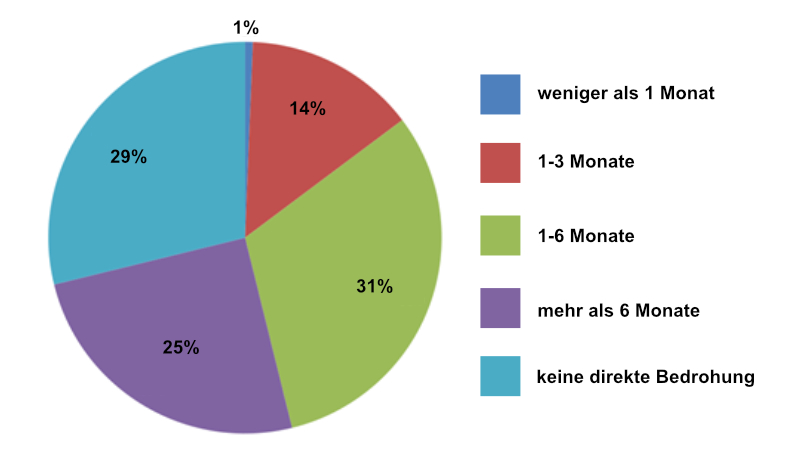 1%
14%
29%
31%
25%
weniger als 1 Monat
1-3 Monate
1-6 Monate
mehr als 6 Monate
keine direkte Bedrohung